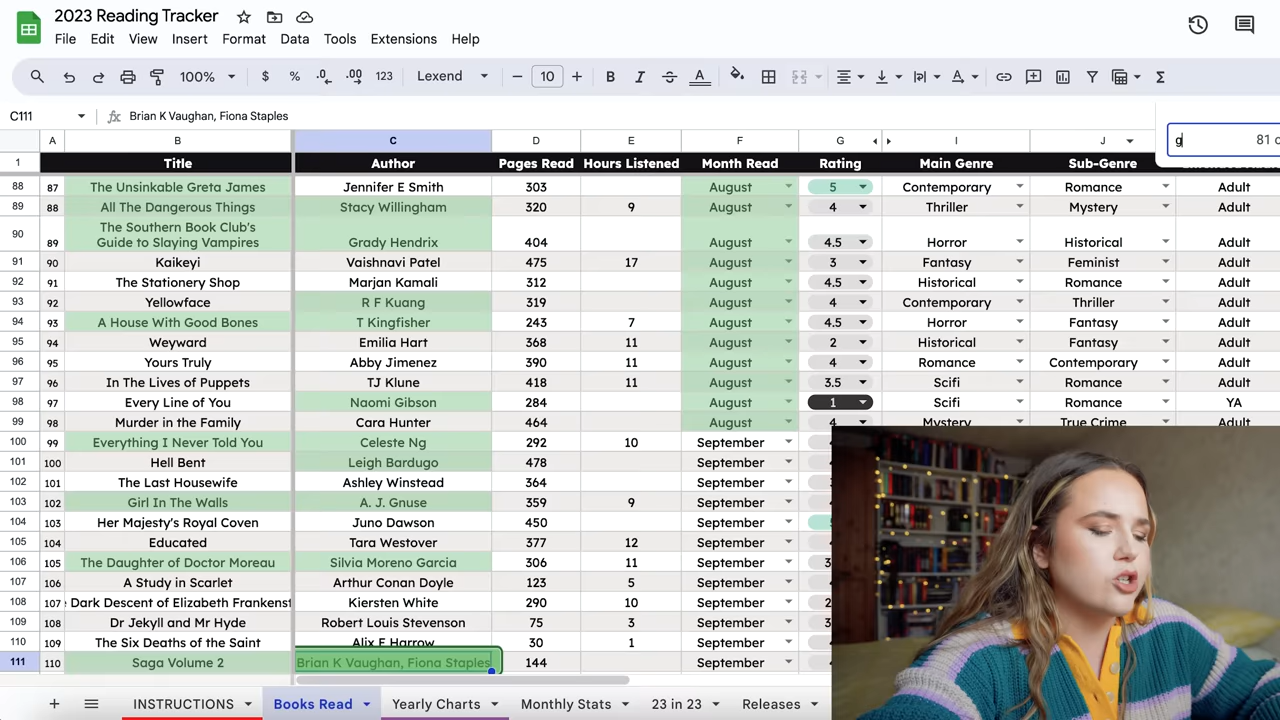 2023 Reading Tracker
File Edit View Insert Format Data Tools Extensions Help
100% $ % .0 .00 123 Lexend 10 B I A Σ
C111 fx Brian K Vaughan, Fiona Staples
g 81 o
A B C D E F G I J
1 Title Author Pages Read Hours Listened Month Read Rating Main Genre Sub-Genre
88 87 The Unsinkable Greta James Jennifer E Smith 303 August 5 Contemporary Romance Adult
89 88 All The Dangerous Things Stacy Willingham 320 9 August 4 Thriller Mystery Adult
90 89 The Southern Book Club's
Guide to Slaying Vampires Grady Hendrix 404 August 4.5 Horror Historical Adult
91 90 Kaikeyi Vaishnavi Patel 475 17 August 3 Fantasy Feminist Adult
92 91 The Stationery Shop Marjan Kamali 312 August 4.5 Historical Romance Adult
93 92 Yellowface R F Kuang 319 August 4 Contemporary Thriller Adult
94 93 A House With Good Bones T Kingfisher 243 7 August 4.5 Horror Fantasy Adult
95 94 Weyward Emilia Hart 368 11 August 2 Historical Fantasy Adult
96 95 Yours Truly Abby Jimenez 390 11 August 4 Romance Contemporary Adult
97 96 In The Lives of Puppets TJ Klune 418 11 August 3.5 Scifi Romance Adult
98 97 Every Line of You Naomi Gibson 284 August 1 Scifi Romance YA
99 98 Murder in the Family Cara Hunter 464 August 4 Mystery True Crime Adult
100 99 Everything I Never Told You Celeste Ng 292 10 September
101 100 Hell Bent Leigh Bardugo 478 September
102 101 The Last Housewife Ashley Winstead 364 September
103 102 Girl In The Walls A. J. Gnuse 359 9 September
104 103 Her Majesty's Royal Coven Juno Dawson 450 September
105 104 Educated Tara Westover 377 12 September
106 105 The Daughter of Doctor Moreau Silvia Moreno Garcia 306 11 September
107 106 A Study in Scarlet Arthur Conan Doyle 123 5 September
108 107 Dark Descent of Elizabeth Frankenst Kiersten White 290 10 September
109 108 Dr Jekyll and Mr Hyde Robert Louis Stevenson 75 3 September
110 109 The Six Deaths of the Saint Alix E Harrow 30 1 September
111 110 Saga Volume 2 Brian K Vaughan, Fiona Staples 144 September
INSTRUCTIONS Books Read Yearly Charts Monthly Stats 23 in 23 Releases